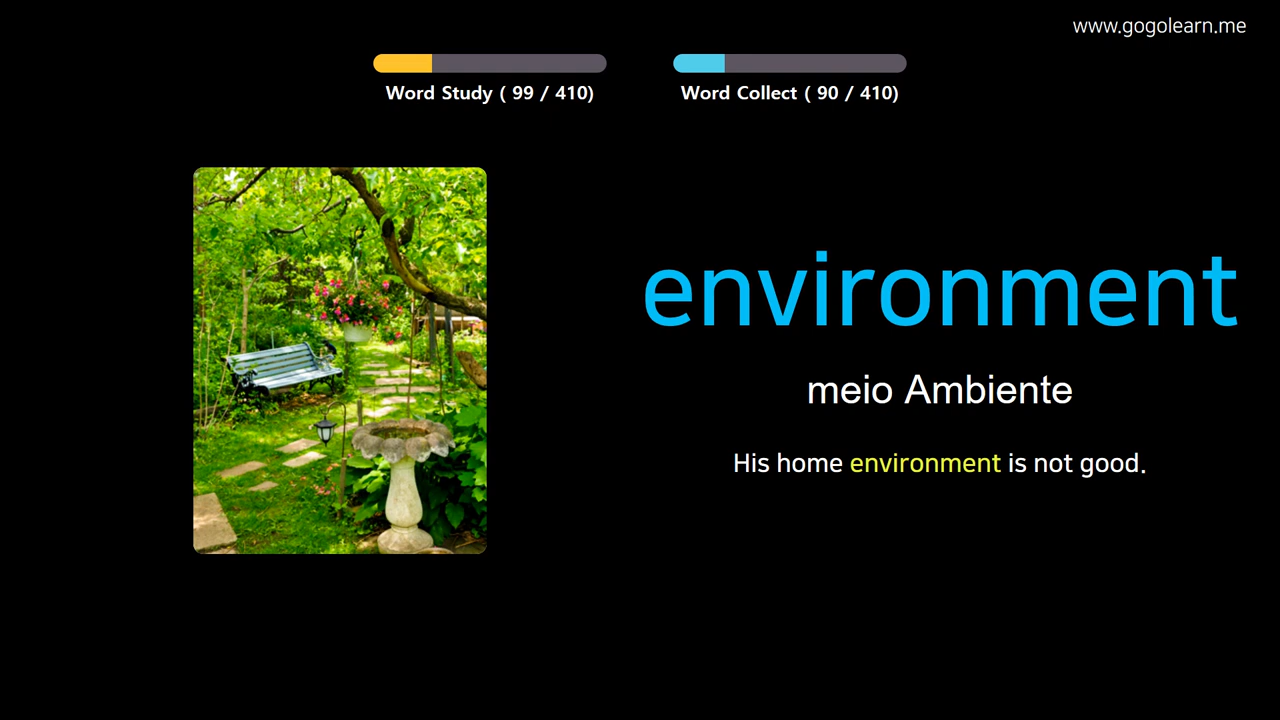 www.gogolearn.me
Word Study ( 99 / 410)
Word Collect ( 90 / 410)
environment
meio Ambiente
His home environment is not good.